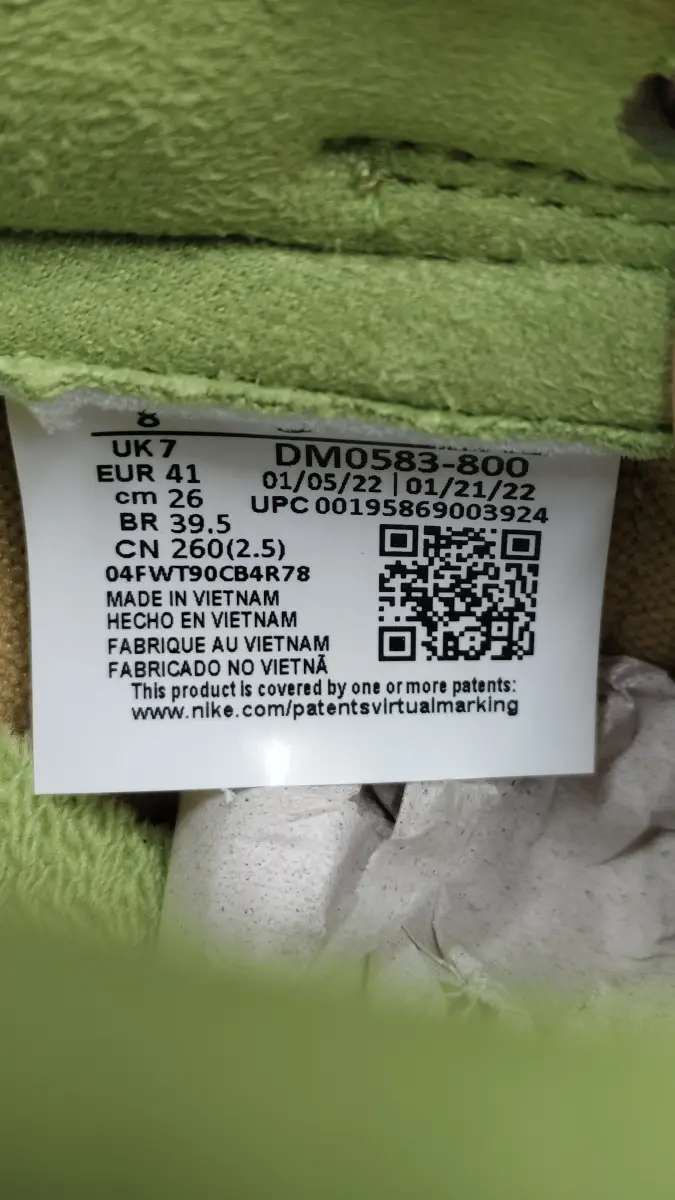 8
UK 7
EUR 41
cm 26
BR 39.5
CN 260(2.5)
04FWT90CB4R78
MADE IN VIETNAM
HECHO EN VIETNAM
FABRIQUE AU VIETNAM
FABRICADO NO VIETNÃ
DM0583-800
01/05/22 | 01/21/22
UPC 00195869003924
This product is covered by one or more patents:
www.nike.com/patentsvirtualmarking